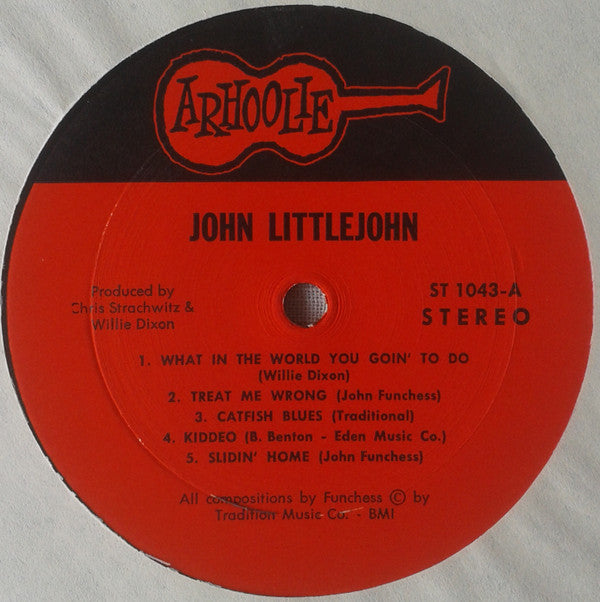 ARHOOLIE
JOHN LITTLEJOHN
Produced by
Chris Strachwitz &
Willie Dixon
ST 1043-A
STEREO
1. WHAT IN THE WORLD YOU GOIN' TO DO
(Willie Dixon)
2. TREAT ME WRONG (John Funchess)
3. CATFISH BLUES (Traditional)
4. KIDDEO (B. Benton - Eden Music Co.)
5. SLIDIN' HOME (John Funchess)
All compositions by Funchess © by
Tradition Music Co. - BMI